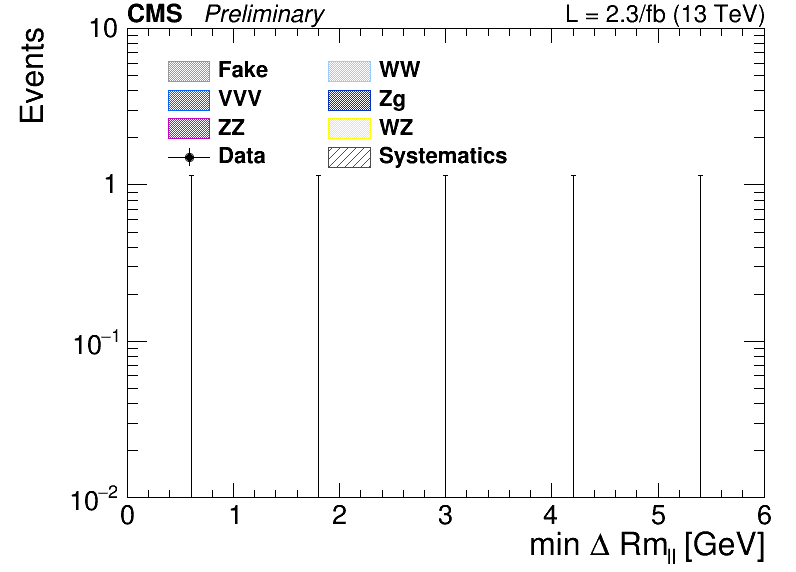 CMS Preliminary L = 2.3/fb (13 TeV)
Events
10
1
10⁻¹
10⁻²
Fake WW
VVV Zg
ZZ WZ
Data Systematics
0 1 2 3 4 5 6
min Δ Rm_ll [GeV]